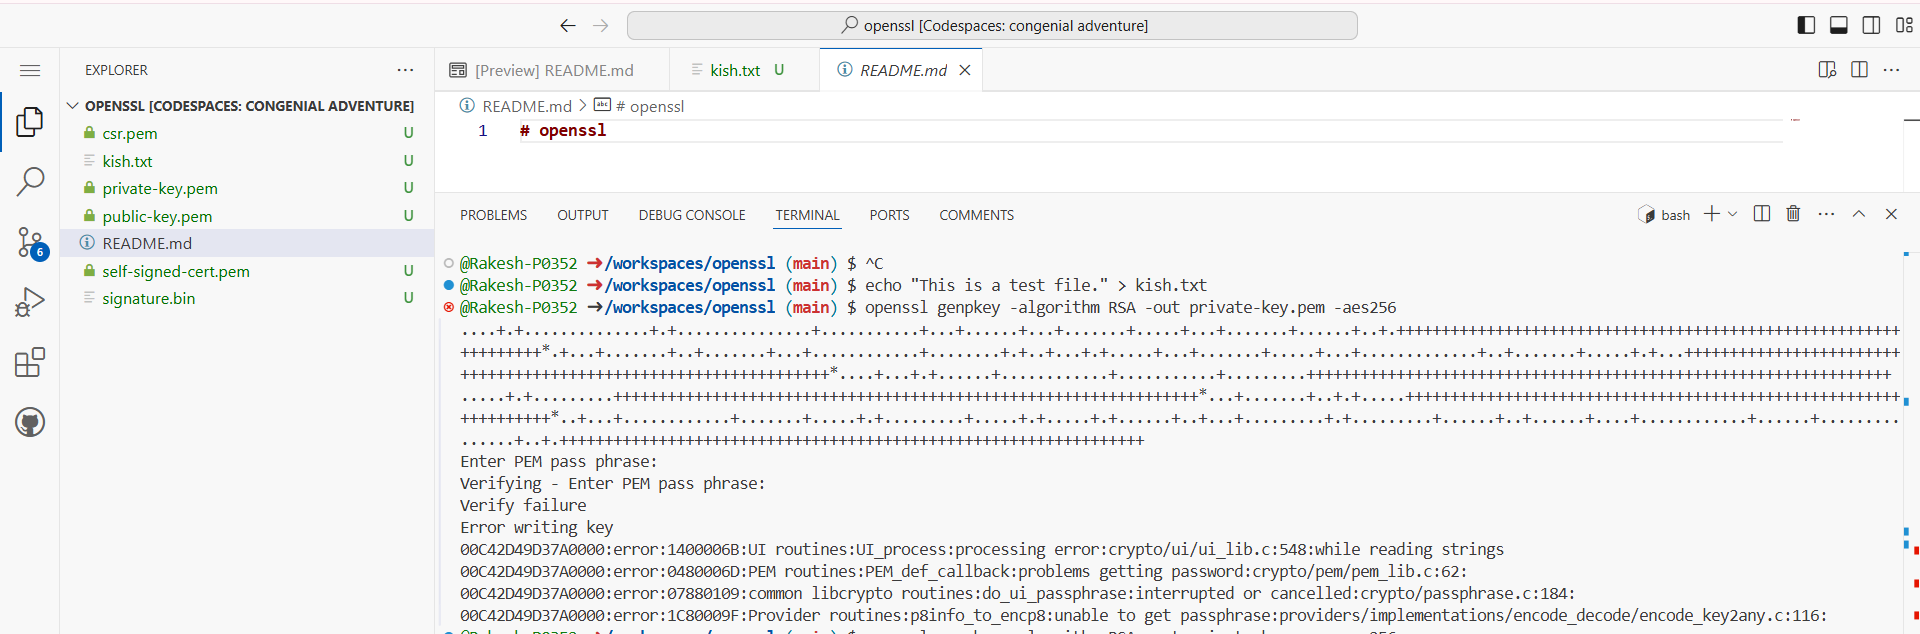 openssl [Codespaces: congenial adventure]
EXPLORER
OPENSSL [CODESPACES: CONGENIAL ADVENTURE]
csr.pem U
kish.txt U
private-key.pem U
public-key.pem U
README.md
self-signed-cert.pem U
signature.bin U
6
[Preview] README.md
kish.txt U
README.md
README.md > # openssl
1 # openssl
PROBLEMS OUTPUT DEBUG CONSOLE TERMINAL PORTS COMMENTS
bash
@Rakesh-P0352 ➜/workspaces/openssl (main) $ ^C
@Rakesh-P0352 ➜/workspaces/openssl (main) $ echo "This is a test file." > kish.txt
@Rakesh-P0352 ➜/workspaces/openssl (main) $ openssl genpkey -algorithm RSA -out private-key.pem -aes256
Enter PEM pass phrase:
Verifying - Enter PEM pass phrase:
Verify failure
Error writing key
00C42D49D37A0000:error:1400006B:UI routines:UI_process:processing error:crypto/ui/ui_lib.c:548:while reading strings
00C42D49D37A0000:error:0480006D:PEM routines:PEM_def_callback:problems getting password:crypto/pem/pem_lib.c:62:
00C42D49D37A0000:error:07880109:common libcrypto routines:do_ui_passphrase:interrupted or cancelled:crypto/passphrase.c:184:
00C42D49D37A0000:error:1C80009F:Provider routines:p8info_to_encp8:unable to get passphrase:providers/implementations/encode_decode/encode_key2any.c:116:
@Rakesh-P0352 ➜/workspaces/openssl (main) $